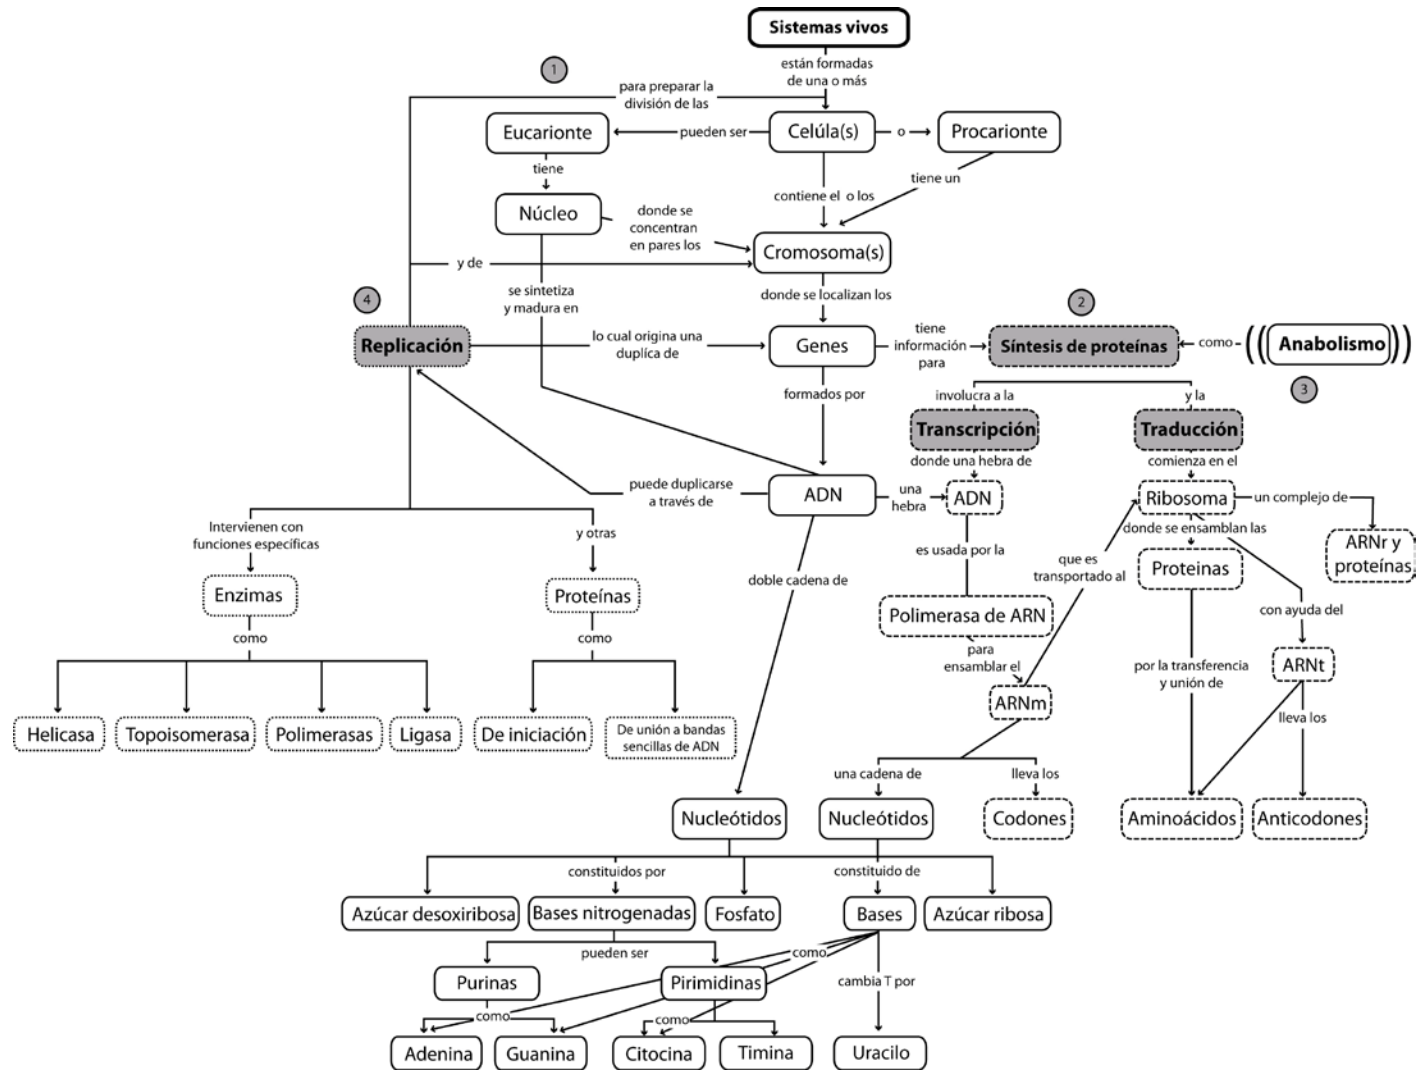 Sistemas vivos
están formadas
de una o más
1
para preparar la
división de las
Eucarionte
pueden ser
Celúla(s)
o
Procarionte
tiene
contiene el o los
tiene un
Núcleo
donde se
concentran
en pares los
Cromosoma(s)
y de
se sintetiza
y madura en
donde se localizan los
4
2
Replicación
lo cual origina una
duplíca de
Genes
tiene
información
para
Síntesis de proteínas
como
Anabolismo
3
formados por
involucra a la
y la
Transcripción
Traducción
donde una hebra de
comienza en el
puede duplicarse
a través de
ADN
una
hebra
ADN
Ribosoma
un complejo de
Intervienen con
funciones específicas
y otras
donde se ensamblan las
ARNr y
proteínas
es usada por la
que es
transportado al
Proteinas
Enzimas
Proteínas
doble cadena de
Polimerasa de ARN
con ayuda del
como
como
para
ensamblar el
por la transferencia
y unión de
ARNt
ARNm
lleva los
Helicasa
Topoisomerasa
Polimerasas
Ligasa
De iniciación
De unión a bandas
sencillas de ADN
una cadena de
lleva los
Nucleótidos
Nucleótidos
Codones
Aminoácidos
Anticodones
constituidos por
constituido de
Azúcar desoxiribosa
Bases nitrogenadas
Fosfato
Bases
Azúcar ribosa
pueden ser
como
Purinas
Pirimidinas
cambia T por
como
como
Adenina
Guanina
Citocina
Timina
Uracilo